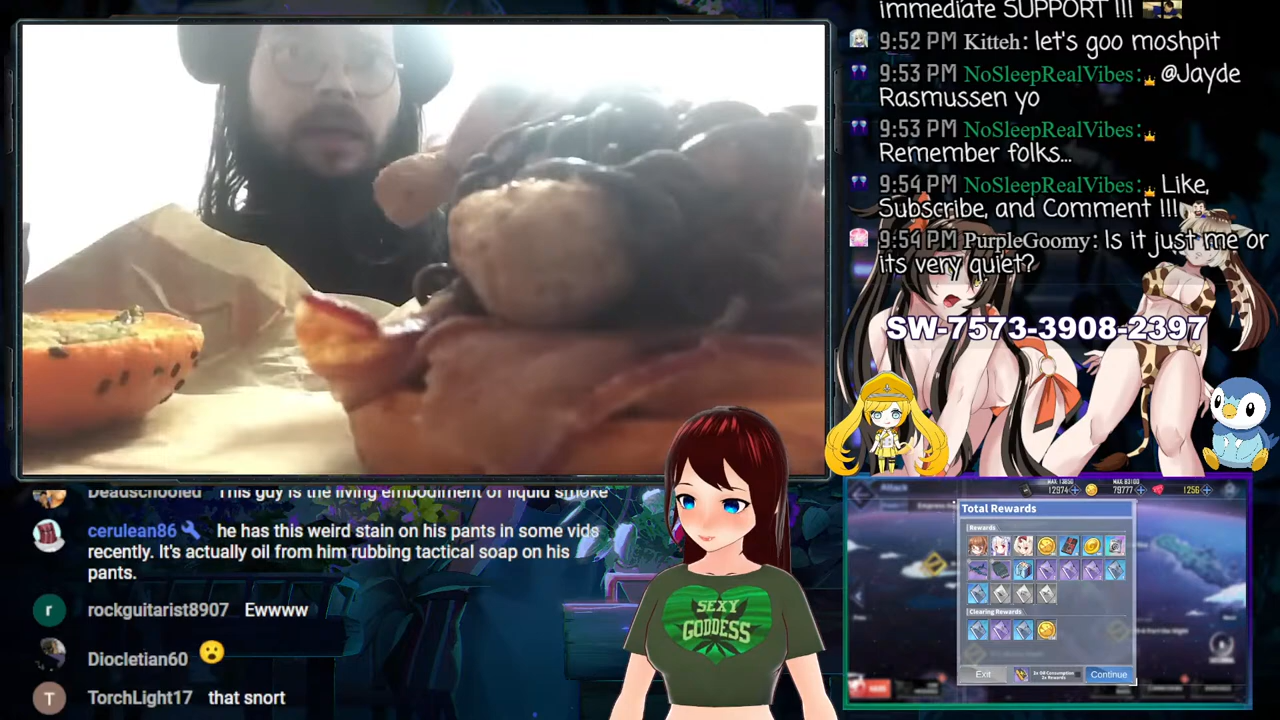 immediate SUPPORT !!!
9:52 PM Kitteh: let's goo moshpit
9:53 PM NoSleepRealVibes: @Jayde
Rasmussen yo
9:53 PM NoSleepRealVibes:
Remember folks...
9:54 PM NoSleepRealVibes: Like,
Subscribe, and Comment !!!
9:54 PM PurpleGoomy: Is it just me or
its very quiet?
SW-7573-3908-2397
Deadschooled This guy is the living embodiment of liquid smoke
cerulean86 he has this weird stain on his pants in some vids
recently. It's actually oil from him rubbing tactical soap on his
pants.
r rockguitarist8907 Ewwww
Diocletian60
T TorchLight17 that snort
SEXY
GODDESS
12974 79777 1256
Total Rewards
Rewards
Clearing Rewards
Exit
Continue